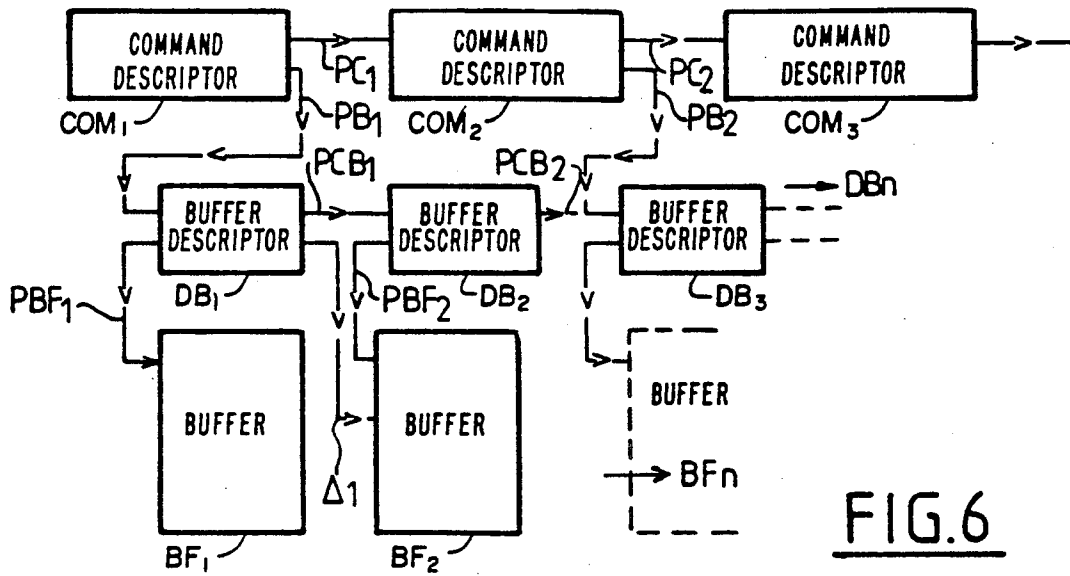 COMMAND
DESCRIPTOR
COMMAND
DESCRIPTOR
COMMAND
DESCRIPTOR
PC₁
PC₂
COM₁
PB₁
COM₂
PB₂
COM₃
PCB₁
PCB₂
DBn
BUFFER
DESCRIPTOR
BUFFER
DESCRIPTOR
BUFFER
DESCRIPTOR
PBF₁
DB₁
PBF₂
DB₂
DB₃
BUFFER
BUFFER
BUFFER
Δ1
BFn
BF₁
BF₂
FIG.6